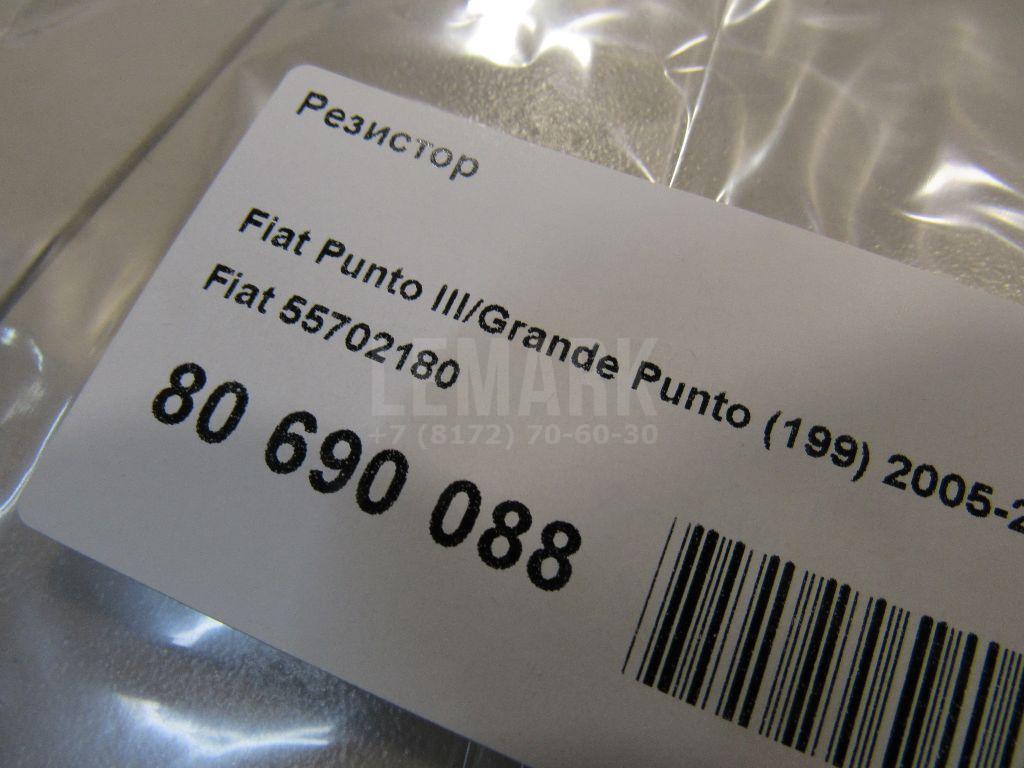 Резистор
Fiat Punto III/Grande Punto (199) 2005-2
Fiat 55702180
80 690 088
LEMARK
+7 (8172) 70-60-30